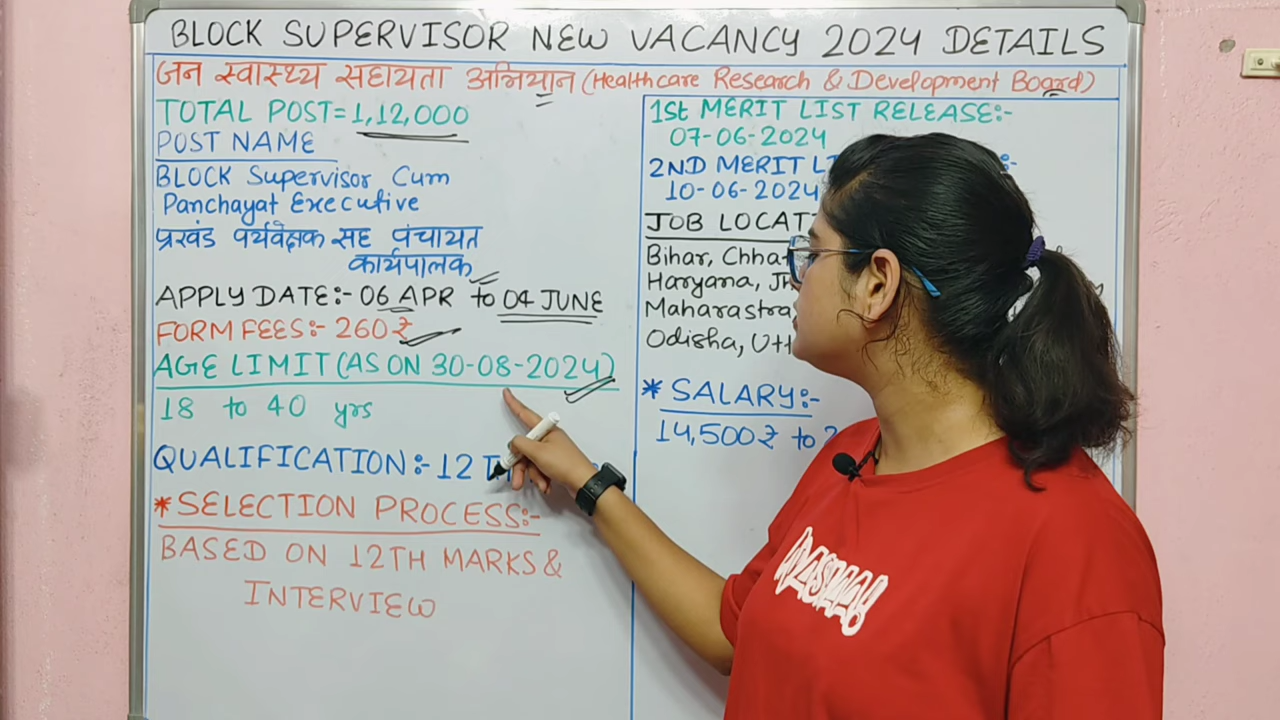 BLOCK SUPERVISOR NEW VACANCY 2024 DETAILS
जन स्वास्थ्य सहायता अभियान (Healthcare Research & Development Board)
TOTAL POST=1,12,000
POST NAME
BLOCK Supervisor Cum
Panchayat Executive
प्रखंड पर्यवेक्षक सह पंचायत
कार्यपालक
APPLY DATE:- 06 APR to 04 JUNE
FORM FEES:- 260₹
AGE LIMIT(AS ON 30-08-2024)
18 to 40 yrs
QUALIFICATION:- 12
*SELECTION PROCESS:-
BASED ON 12TH MARKS &
INTERVIEW
1st MERIT LIST RELEASE:-
07-06-2024
2ND MERIT
10-06-2024
JOB
Bihar,
Haryana,
Maharastra,
Odisha,
*SALARY:-
14,500₹ to